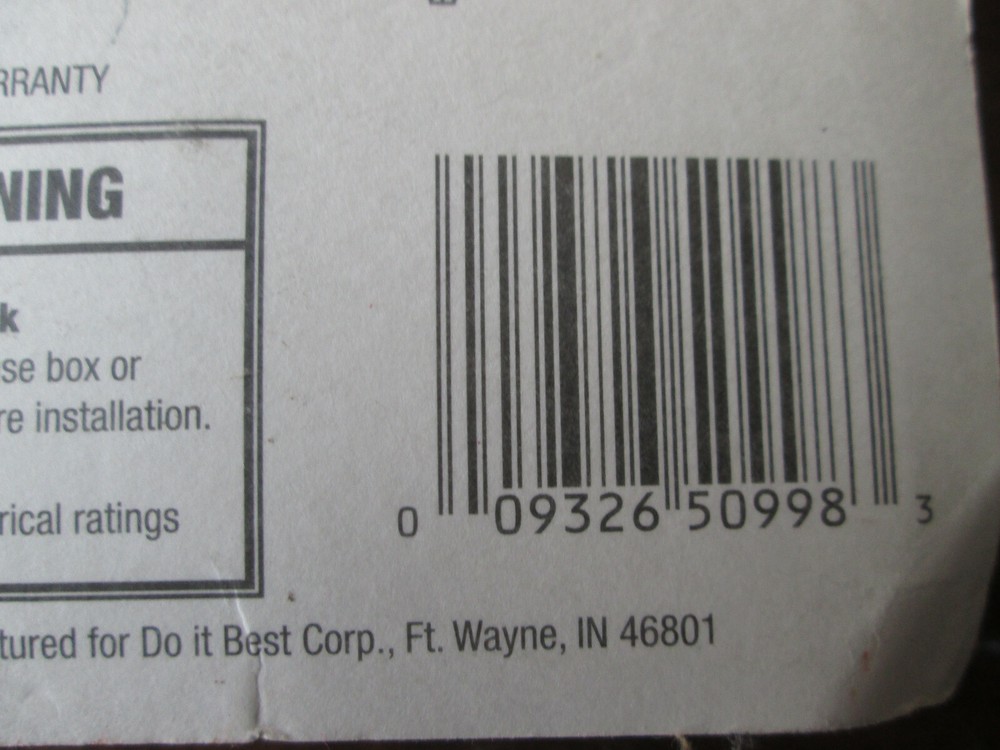 RRANTY
NING
k
se box or
re installation.
rical ratings
0 09326 50998 3
tured for Do it Best Corp., Ft. Wayne, IN 46801